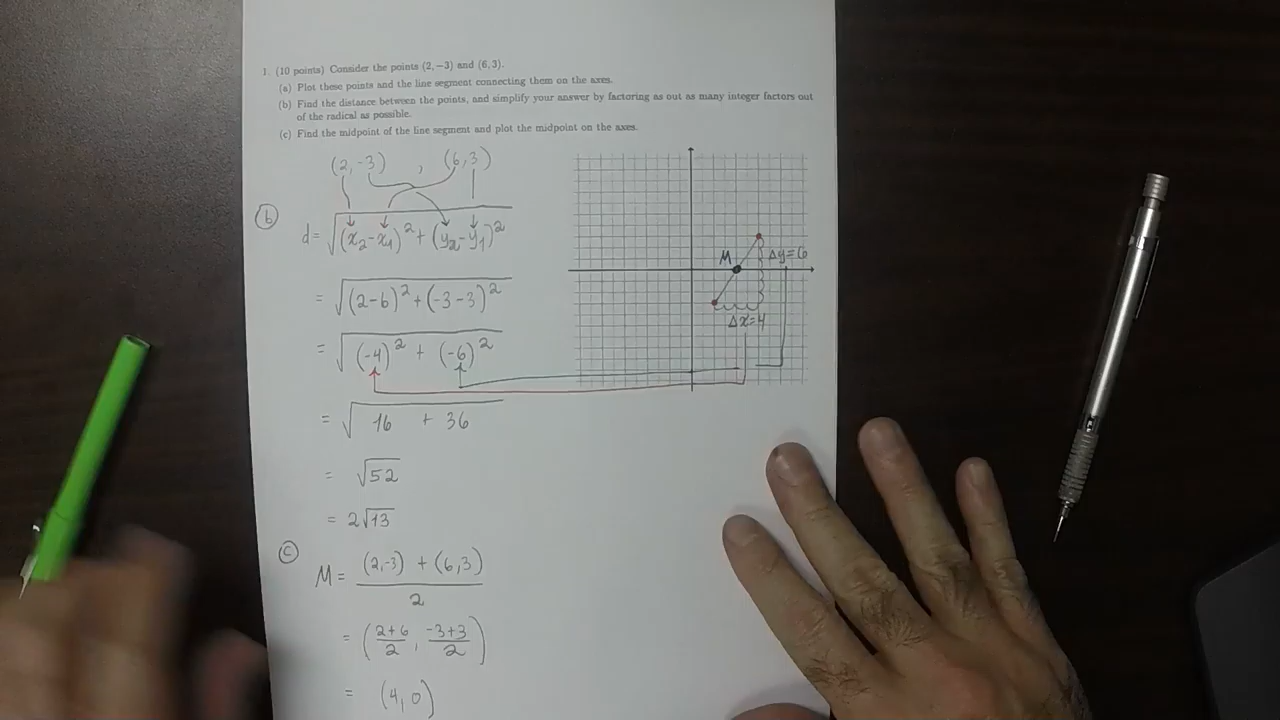 1. (10 points) Consider the points (2, −3) and (6, 3).
(a) Plot these points and the line segment connecting them on the axes.
(b) Find the distance between the points, and simplify your answer by factoring as out as many integer factors out
of the radical as possible.
(c) Find the midpoint of the line segment and plot the midpoint on the axes.
(2, -3) , (6, 3)
(b)
d = √(x₂-x₁)² + (y₂-y₁)²
= √(2-6)² + (-3-3)²
= √(-4)² + (-6)²
= √16 + 36
= √52
= 2√13
(c)
M = (2,-3) + (6,3)
2
= (2+6/2, -3+3/2)
= (4, 0)
M
Δy=6
Δx=4